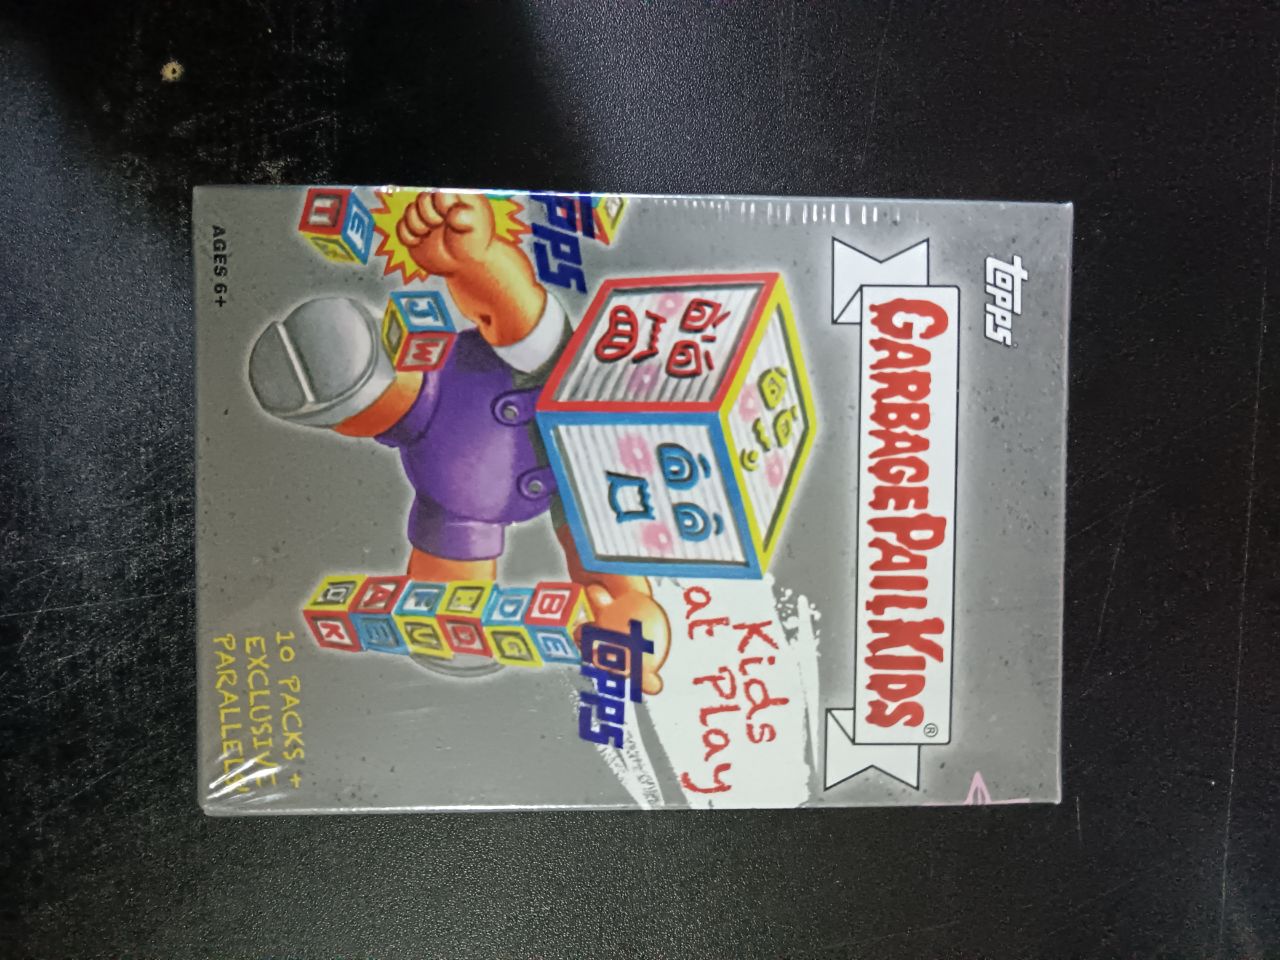 topps
GARBAGE PAIL KIDS®
Kids
at Play
topps
topps
10 PACKS +
EXCLUSIVE
PARALLELS!
AGES 6+